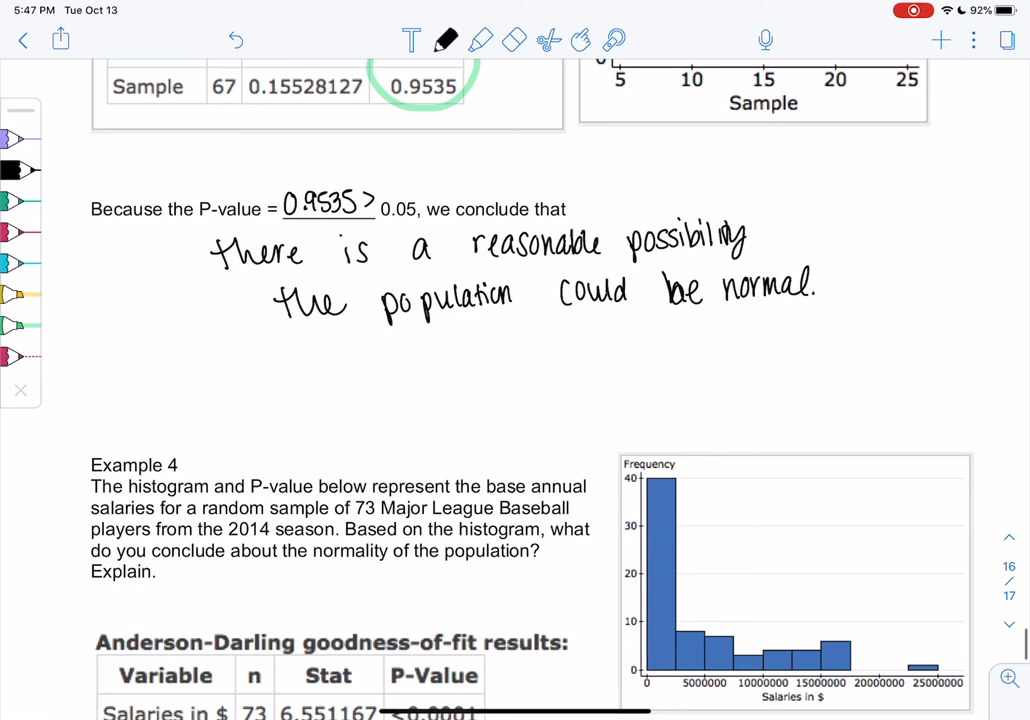 5:47 PM Tue Oct 13
92%
Sample 67 0.15528127 0.9535
0
5 10 15 20 25
Sample
Because the P-value = 0.9535 > 0.05, we conclude that
there is a reasonable possibility
the population could be normal.
Example 4
The histogram and P-value below represent the base annual
salaries for a random sample of 73 Major League Baseball
players from the 2014 season. Based on the histogram, what
do you conclude about the normality of the population?
Explain.
Anderson-Darling goodness-of-fit results:
Variable n Stat P-Value
Salaries in $ 73 6.551167 <0.0001
Frequency
40
30
20
10
0
0 5000000 10000000 15000000 20000000 25000000
Salaries in $
16
/
17